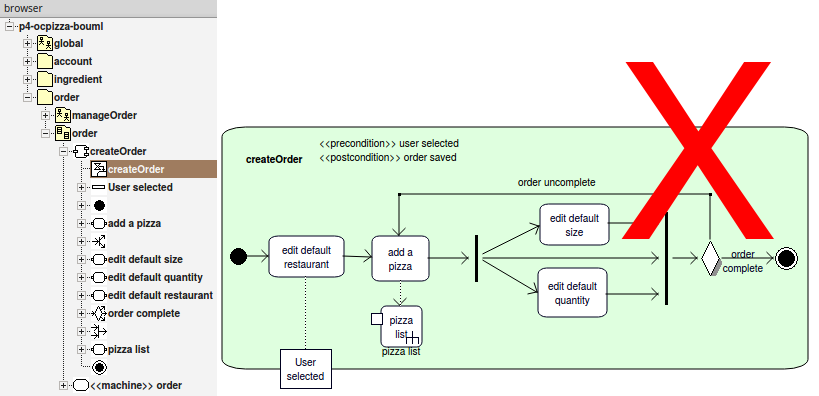 browser
p4-ocpizza-bouml
global
account
ingredient
order
manageOrder
order
createOrder
createOrder
User selected
add a pizza
edit default size
edit default quantity
edit default restaurant
order complete
pizza list
<<machine>> order
createOrder
<<precondition>> user selected
<<postcondition>> order saved
order uncomplete
edit default
restaurant
add a
pizza
edit default
size
edit default
quantity
order
complete
pizza
list
pizza list
User
selected